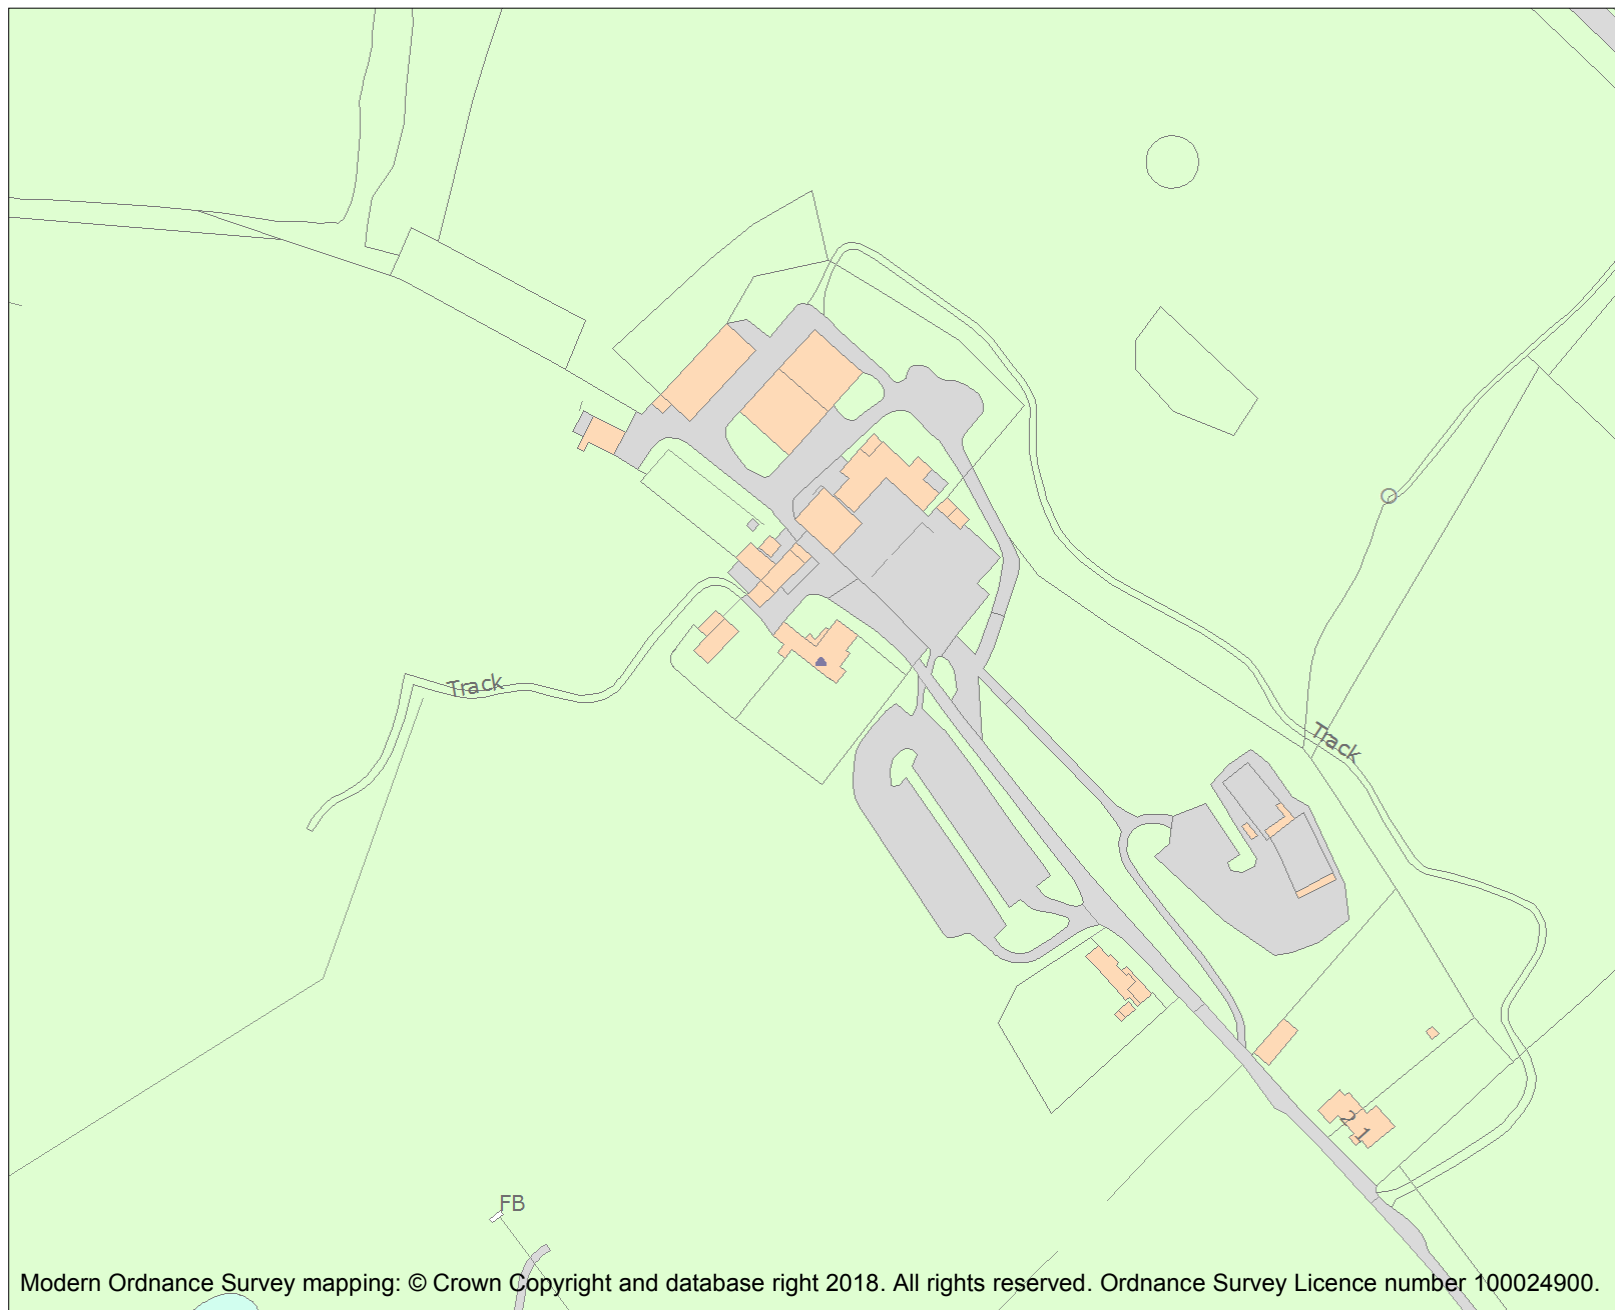 Track
Track
2
1
FB
Modern Ordnance Survey mapping: © Crown Copyright and database right 2018. All rights reserved. Ordnance Survey Licence number 100024900.